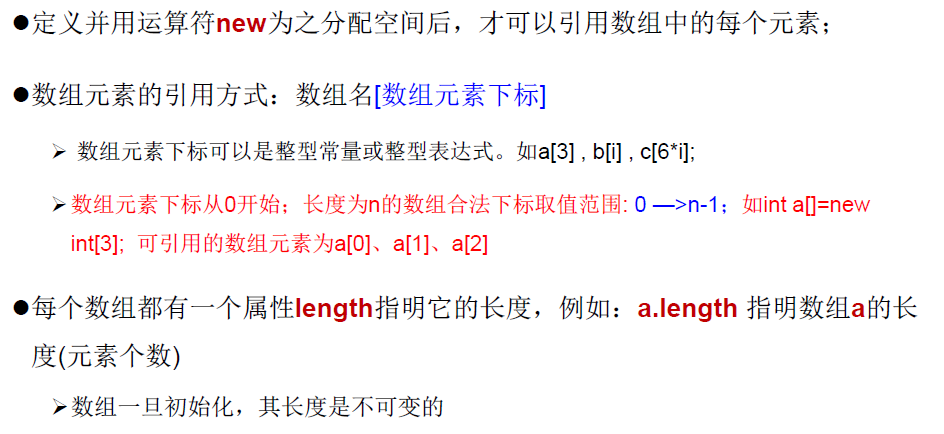 ●定义并用运算符new为之分配空间后，才可以引用数组中的每个元素；
●数组元素的引用方式：数组名[数组元素下标]
➢ 数组元素下标可以是整型常量或整型表达式。如a[3] , b[i] , c[6*i];
➢数组元素下标从0开始；长度为n的数组合法下标取值范围: 0 —>n-1；如int a[]=new
int[3]; 可引用的数组元素为a[0]、a[1]、a[2]
●每个数组都有一个属性length指明它的长度，例如：a.length 指明数组a的长
度(元素个数)
➢数组一旦初始化，其长度是不可变的